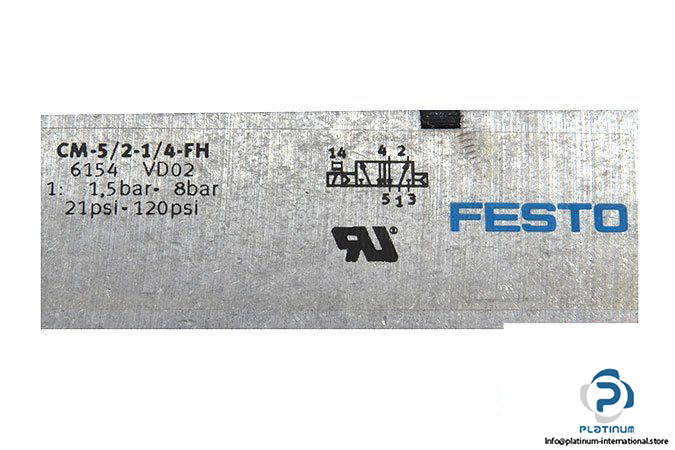 CM-5/2-1/4-FH
6154 VD02
1: 1,5bar- 8bar
21psi-120psi
14 4 2
5 1 3
FESTO
RU®
PLATINUM
Info@platinum-international.store